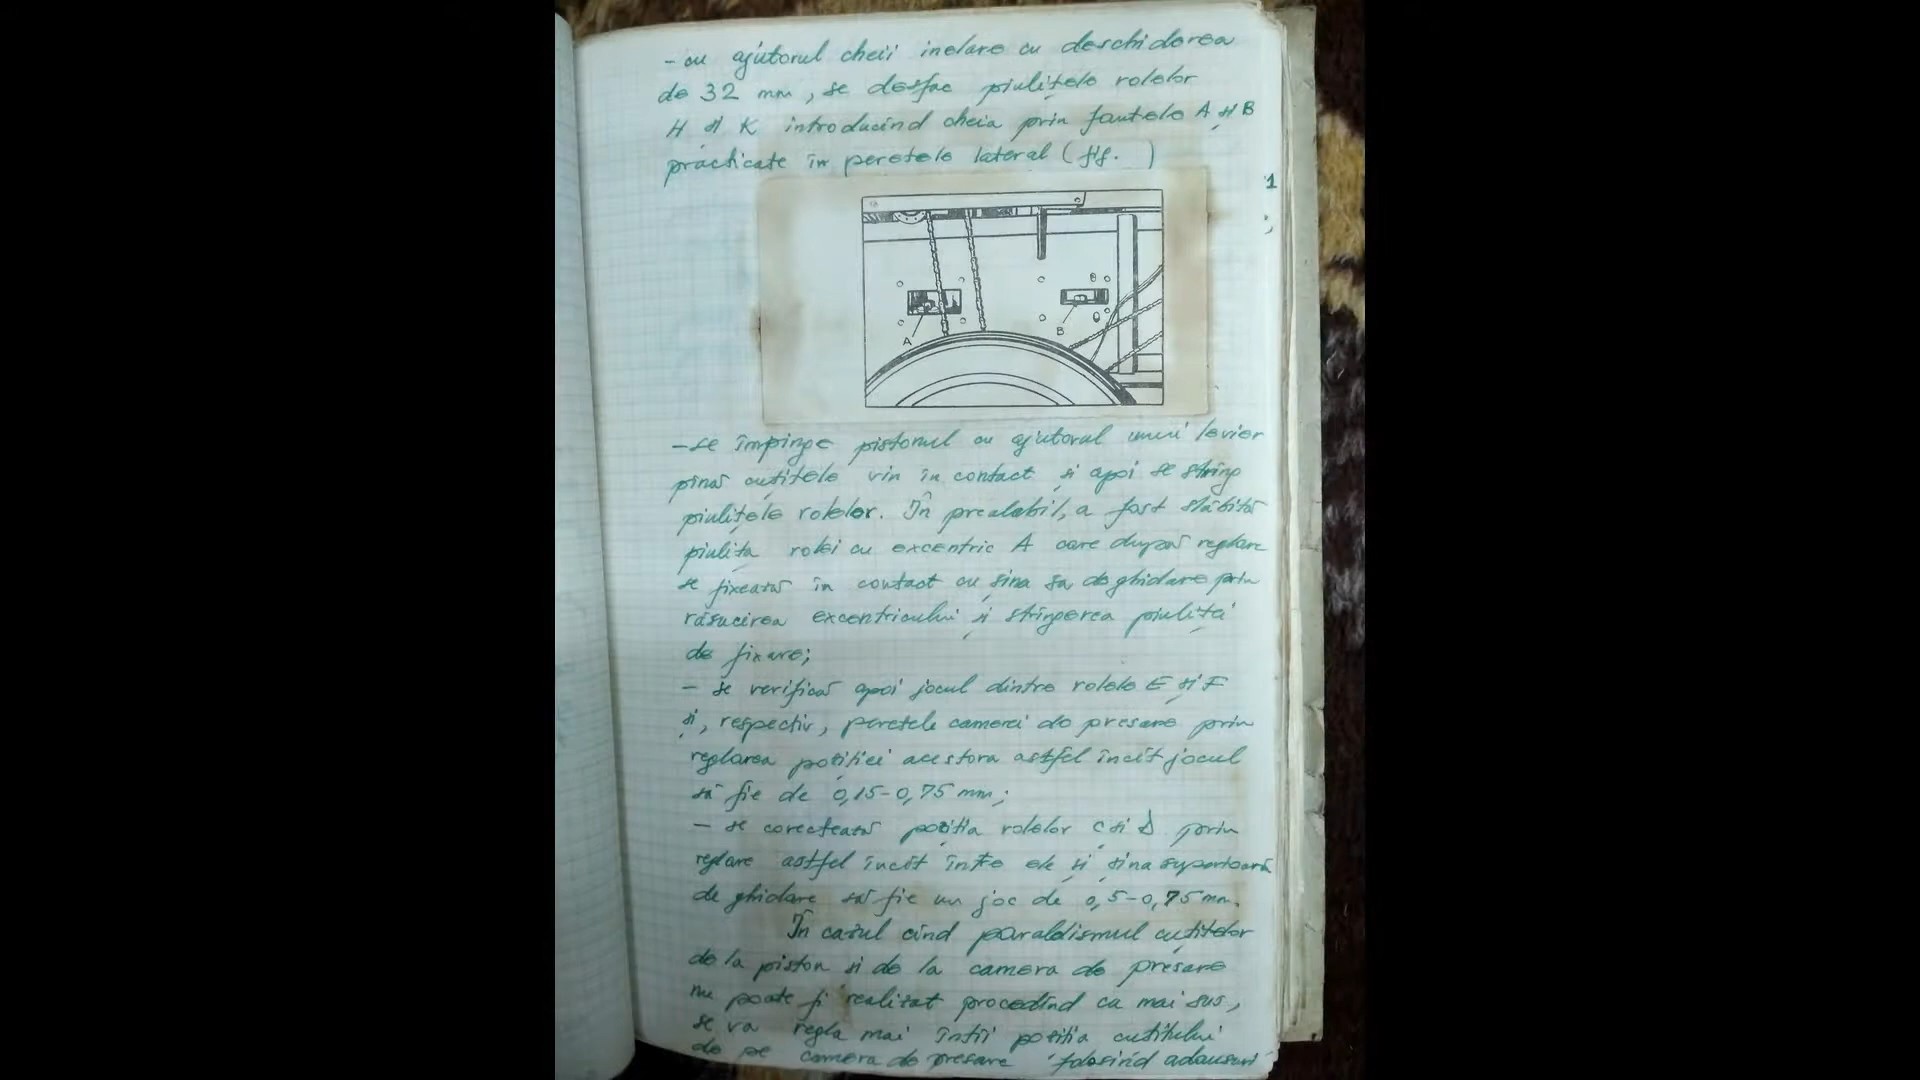 - cu ajutorul cheii inelare cu deschiderea
de 32 mm, se desfac piulițele rolelor
H și K introducînd cheia prin fantele A și B
practicate în peretele lateral (fig.   )
1
A
B
- se împinge pistonul cu ajutorul unui levier
pînă cuțitele vin în contact și apoi se strîng
piulițele rolelor. În prealabil, a fost slăbită
piulița rolei cu excentric A care după reglare
se fixează în contact cu șina sa de ghidare prin
răsucirea excentricului și strîngerea piuliței
de fixare;
- se verifică apoi jocul dintre rolele E și F
și, respectiv, peretele camerei de presare prin
reglarea poziției acestora astfel încît jocul
să fie de 0,15-0,75 mm;
- se corectează poziția rolelor C și D prin
reglare astfel încît între ele și șina superioară
de ghidare să fie un joc de 0,5-0,75 mm.
În cazul cînd paralelismul cuțitelor
de la piston și de la camera de presare
nu poate fi realizat procedînd ca mai sus,
se va regla mai întîi poziția cuțitului
de pe camera de presare folosind adausuri